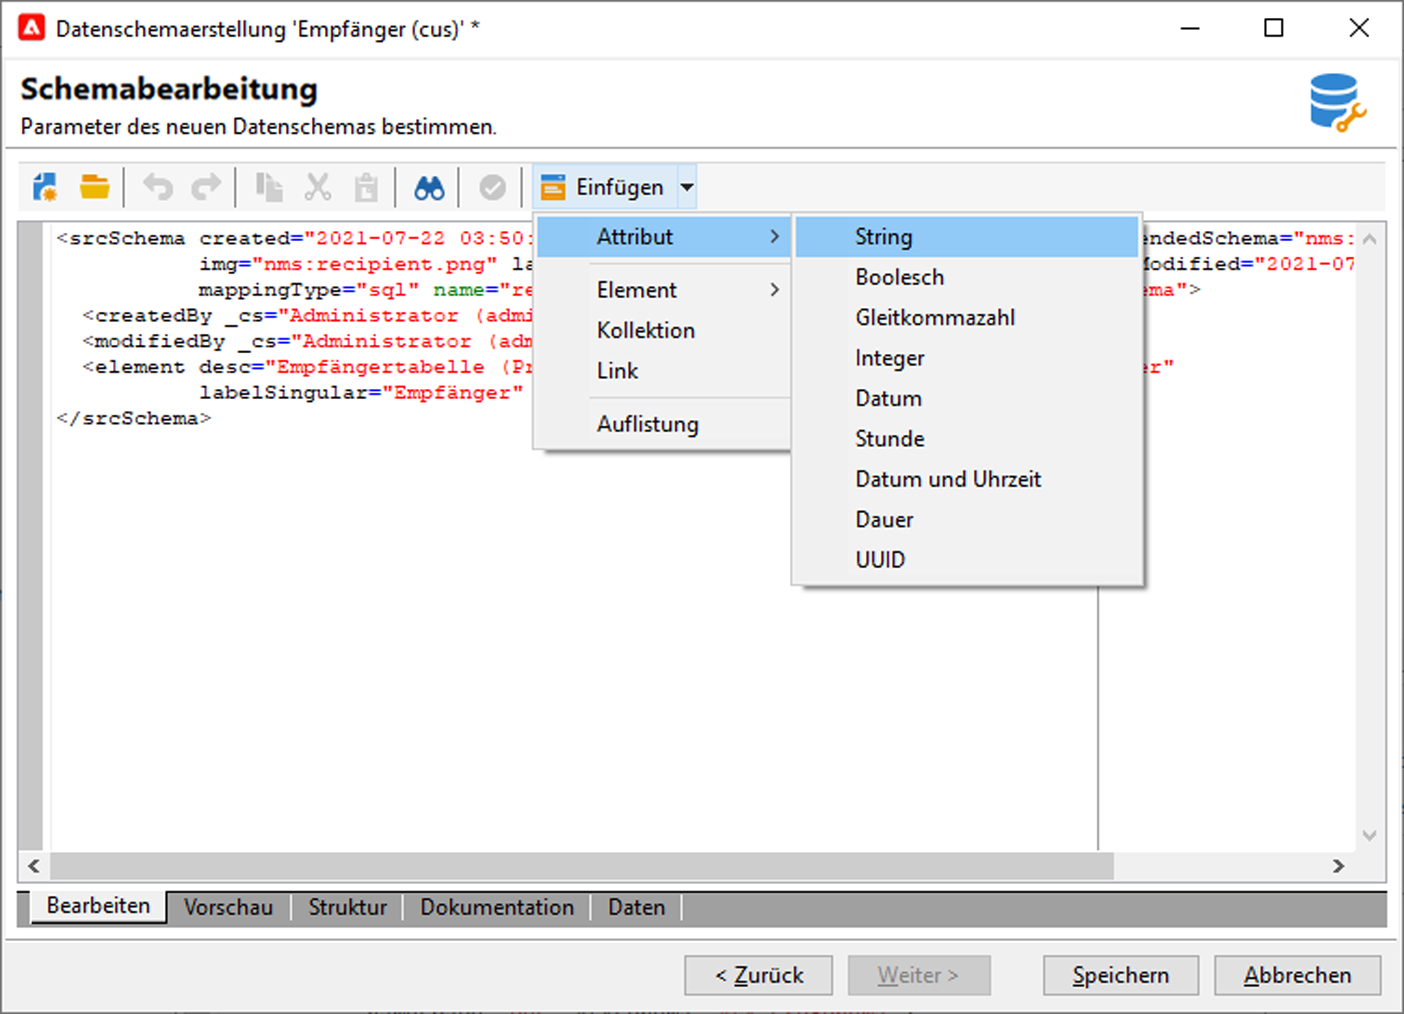 Datenschemaerstellung 'Empfänger (cus)' *
Schemabearbeitung
Parameter des neuen Datenschemas bestimmen.
Einfügen
<srcSchema created="2021-07-22 03:50: endedSchema="nms:
img="nms:recipient.png" la Modified="2021-07
mappingType="sql" name="re ema">
<createdBy _cs="Administrator (admi
<modifiedBy _cs="Administrator (adm
<element desc="Empfängertabelle (Pr er"
labelSingular="Empfänger"
</srcSchema>
Attribut
Element
Kollektion
Link
Auflistung
String
Boolesch
Gleitkommazahl
Integer
Datum
Stunde
Datum und Uhrzeit
Dauer
UUID
Bearbeiten Vorschau Struktur Dokumentation Daten
< Zurück Weiter > Speichern Abbrechen